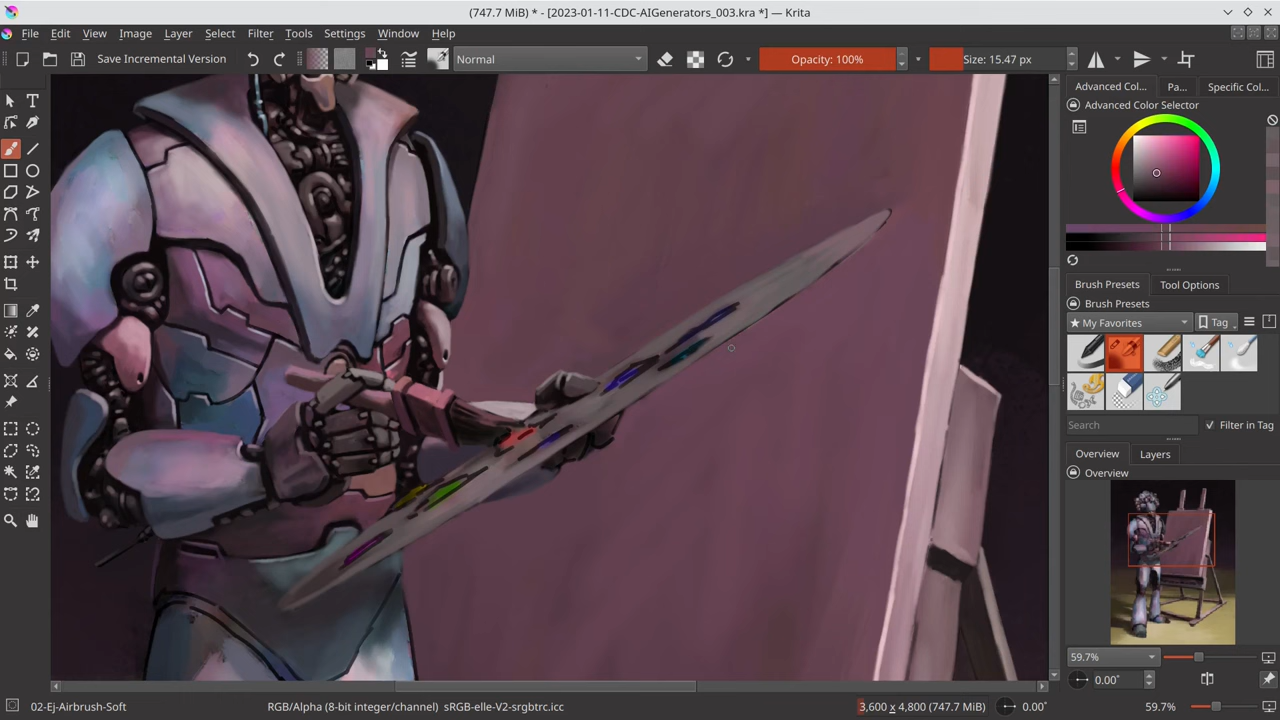 (747.7 MiB) * - [2023-01-11-CDC-AIGenerators_003.kra *] — Krita
File Edit View Image Layer Select Filter Tools Settings Window Help
Save Incremental Version Normal Opacity: 100% Size: 15.47 px
Advanced Col... Pa... Specific Col...
Advanced Color Selector
Brush Presets Tool Options
Brush Presets
★ My Favorites Tag
Search Filter in Tag
Overview Layers
Overview
59.7%
0.00°
02-Ej-Airbrush-Soft RGB/Alpha (8-bit integer/channel) sRGB-elle-V2-srgbtrc.icc 3,600 x 4,800 (747.7 MiB) 0.00° 59.7%